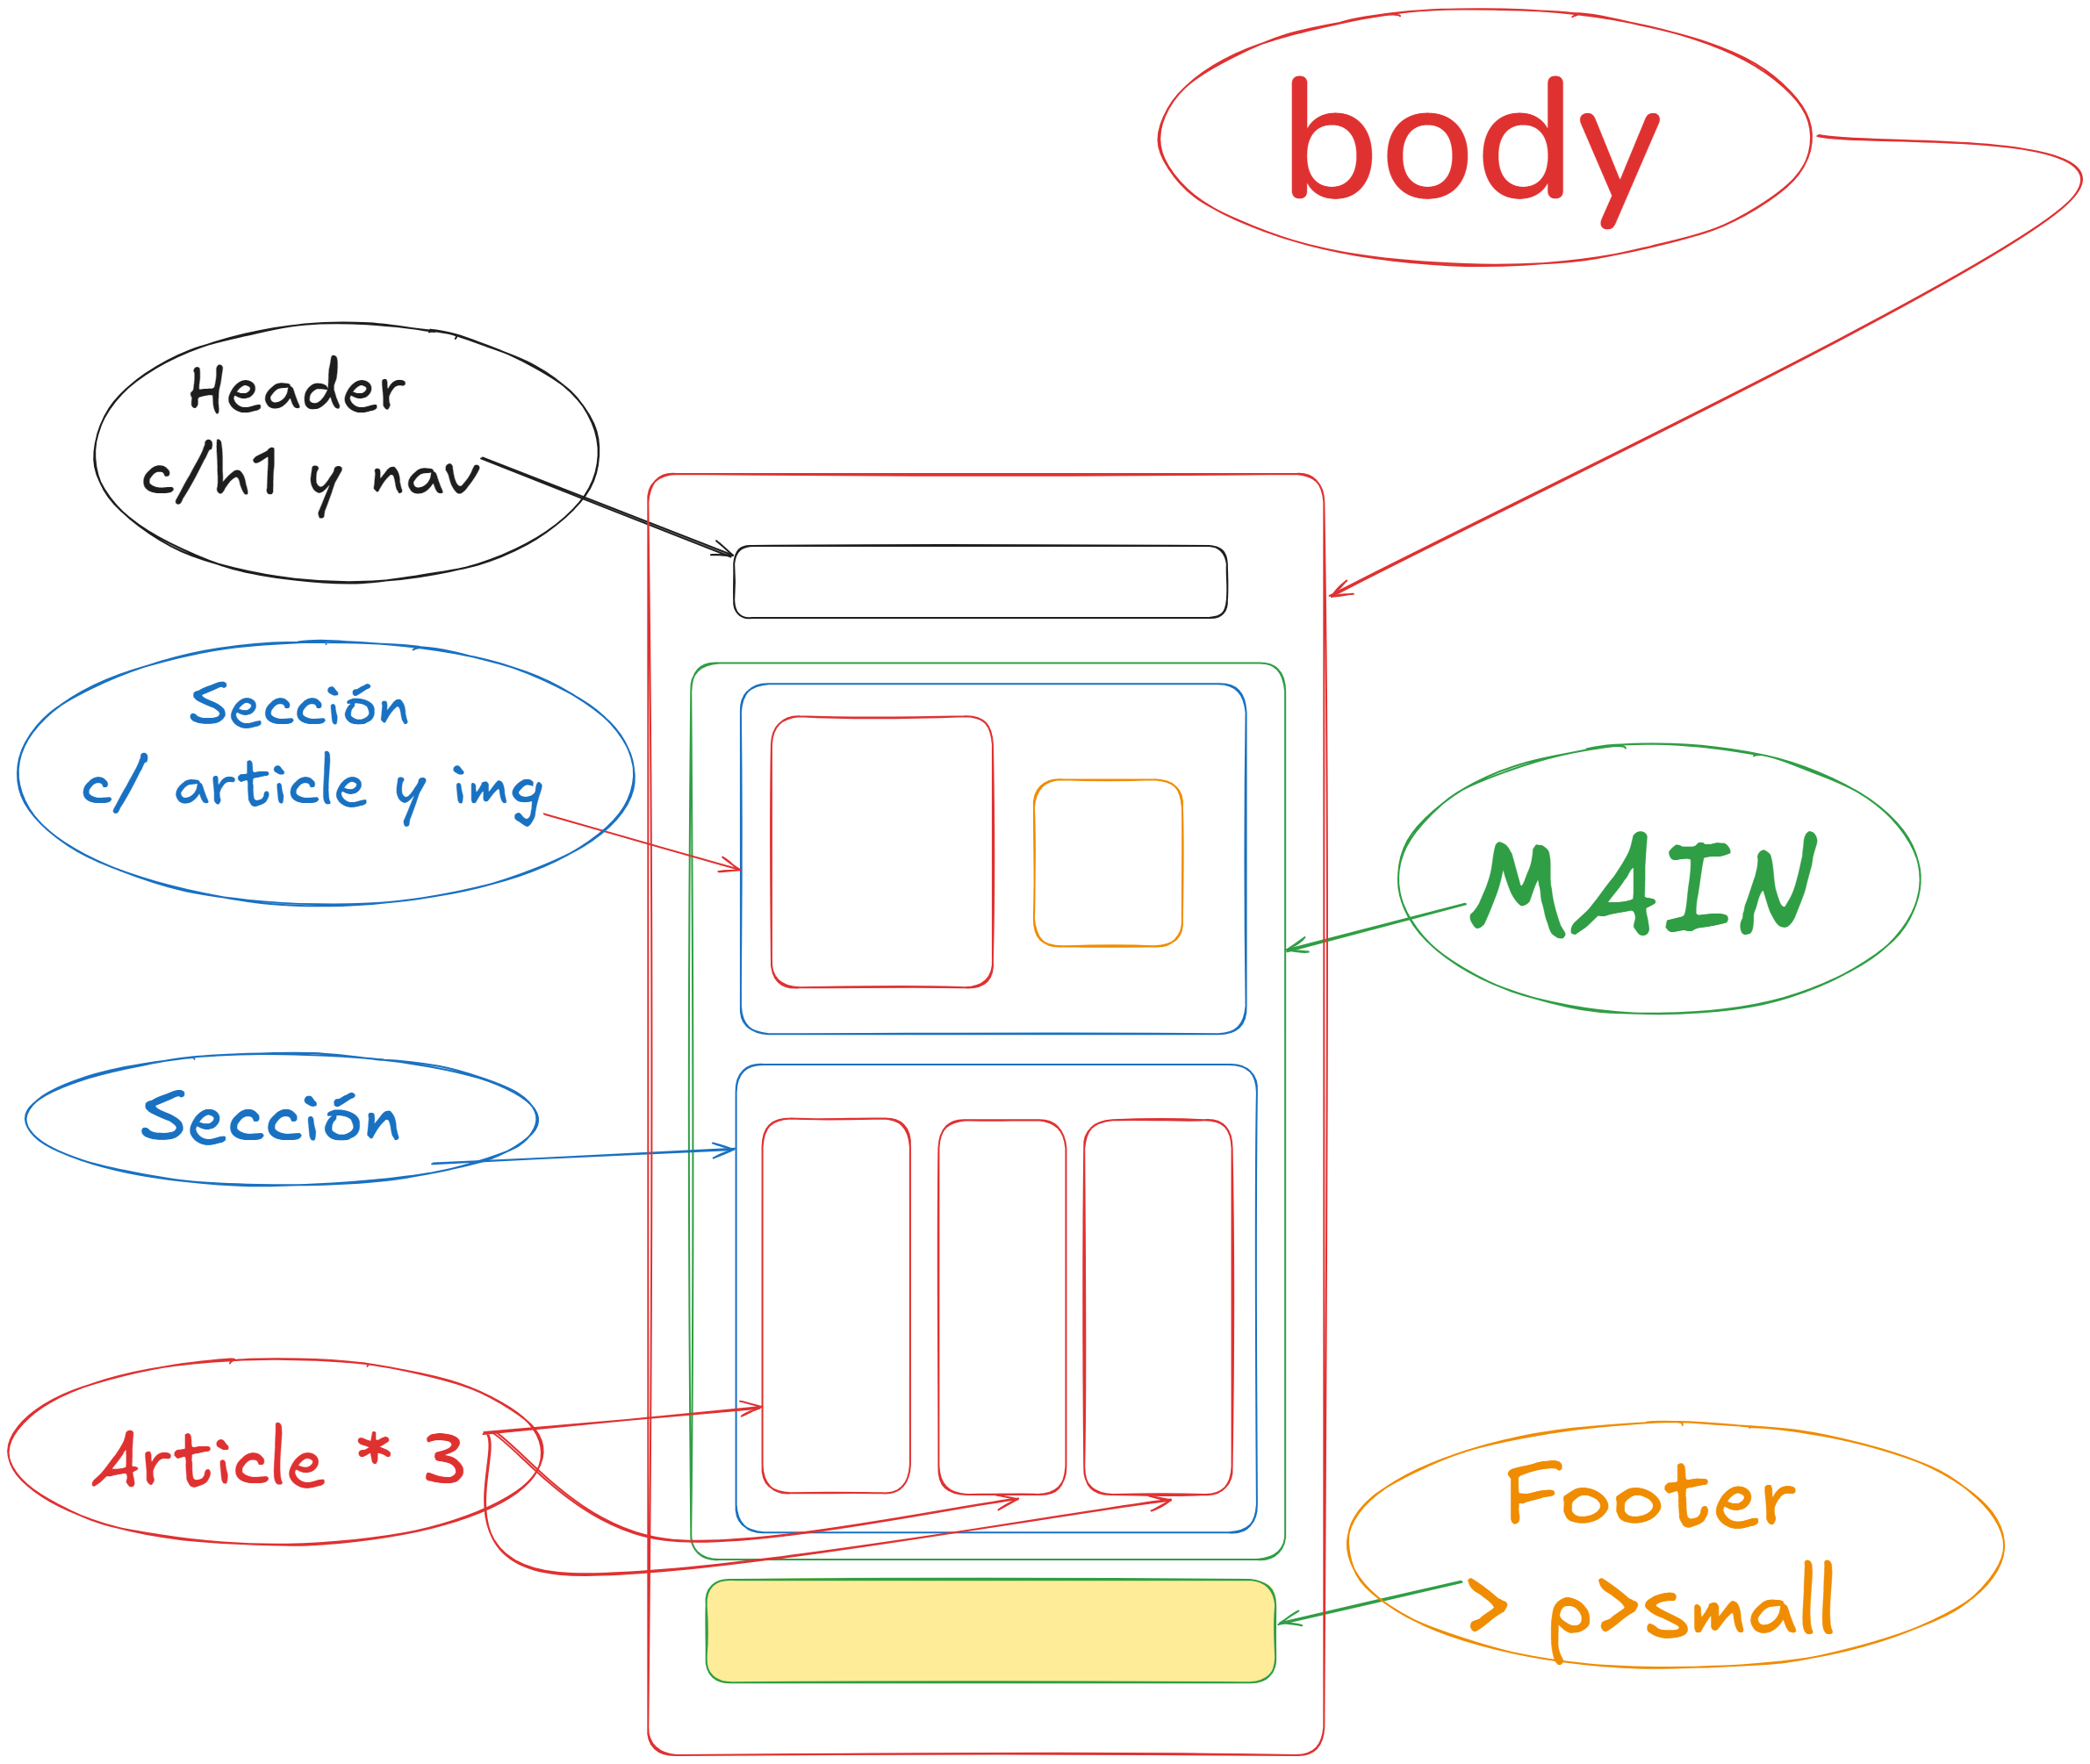 body
Header
c/h1 y nav
Sección
c/ article y img
MAIN
Sección
Article * 3
Footer
> p>small